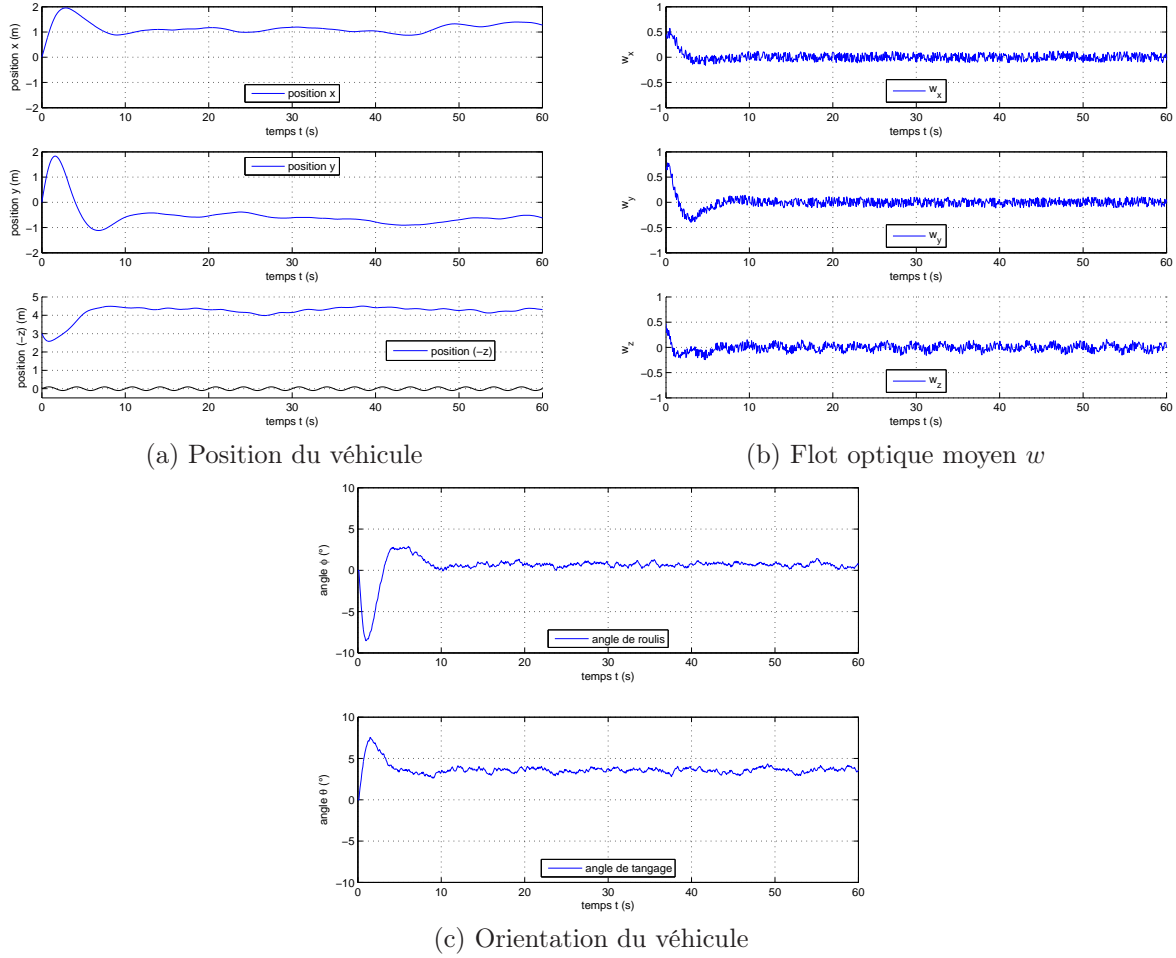 2
1
0
−1
−2
position x (m)
position x
0 10 20 30 40 50 60
temps t (s)
2
1
0
−1
−2
position y (m)
position y
0 10 20 30 40 50 60
temps t (s)
5
4
3
2
1
0
position (−z) (m)
position (−z)
0 10 20 30 40 50 60
temps t (s)
(a) Position du véhicule
1
0.5
0
−0.5
−1
w_x
w_x
0 10 20 30 40 50 60
temps t (s)
1
0.5
0
−0.5
−1
w_y
w_y
0 10 20 30 40 50 60
temps t (s)
1
0.5
0
−0.5
−1
w_z
w_z
0 10 20 30 40 50 60
temps t (s)
(b) Flot optique moyen w
10
5
0
−5
−10
angle ϕ (°)
angle de roulis
0 10 20 30 40 50 60
temps t (s)
10
5
0
−5
−10
angle θ (°)
angle de tangage
0 10 20 30 40 50 60
temps t (s)
(c) Orientation du véhicule